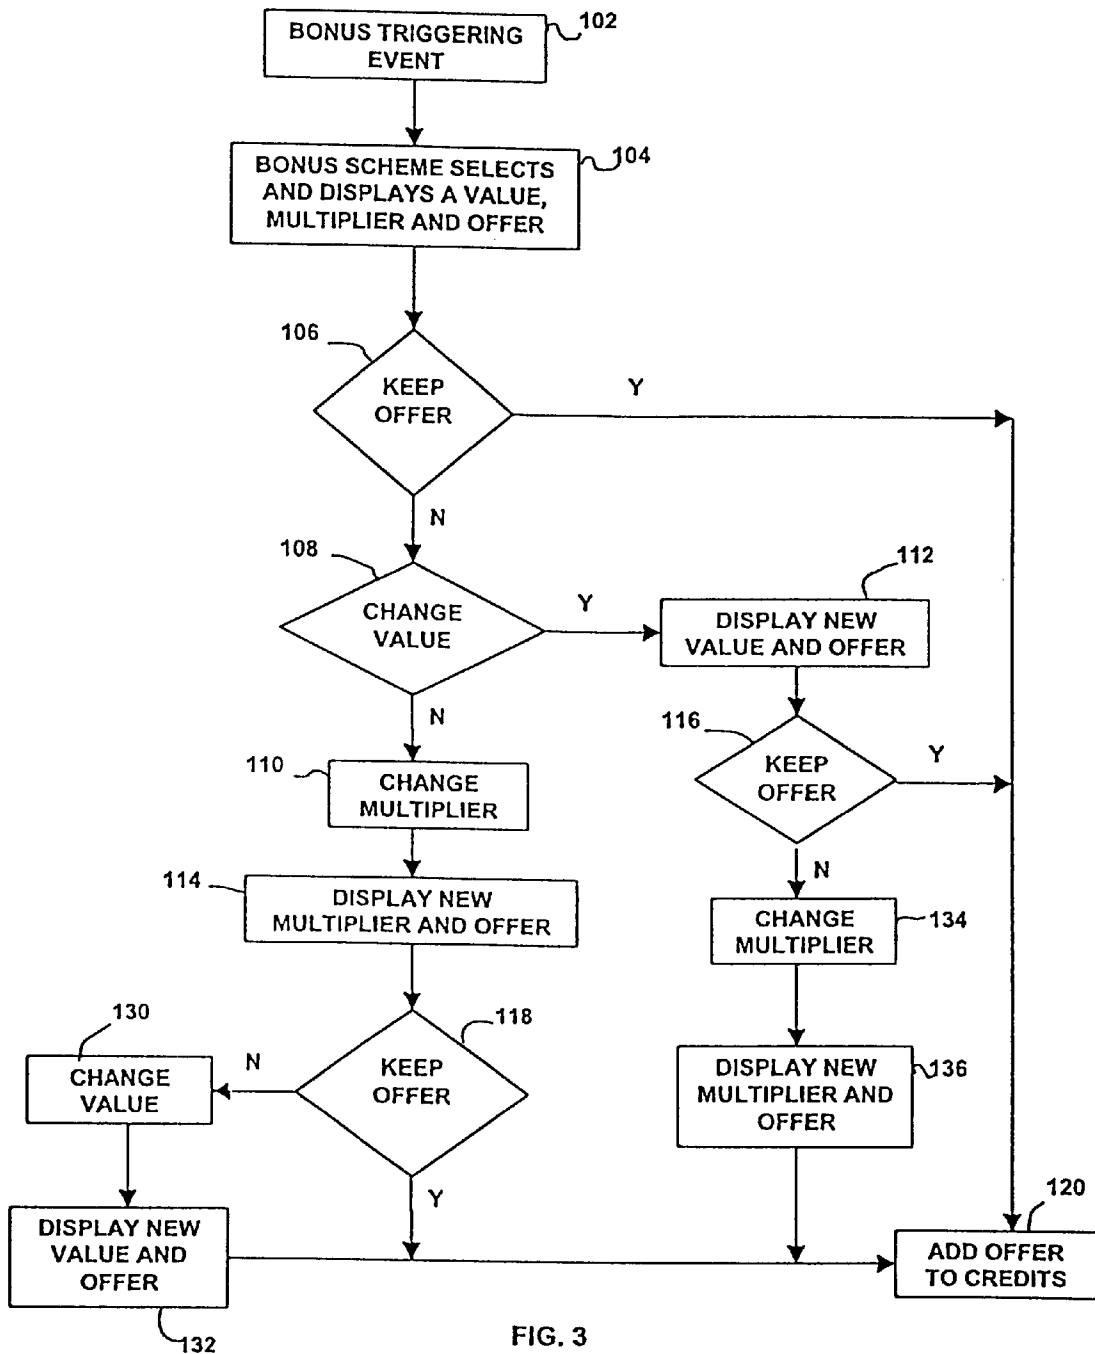 BONUS TRIGGERING
EVENT
102
BONUS SCHEME SELECTS
AND DISPLAYS A VALUE,
MULTIPLIER AND OFFER
104
106
KEEP
OFFER
Y
N
108
CHANGE
VALUE
Y
112
DISPLAY NEW
VALUE AND OFFER
N
116
KEEP
OFFER
Y
110
CHANGE
MULTIPLIER
N
114
DISPLAY NEW
MULTIPLIER AND OFFER
CHANGE
MULTIPLIER
134
130
118
CHANGE
VALUE
N
KEEP
OFFER
DISPLAY NEW
MULTIPLIER AND
OFFER
136
Y
120
DISPLAY NEW
VALUE AND
OFFER
ADD OFFER
TO CREDITS
132
FIG. 3